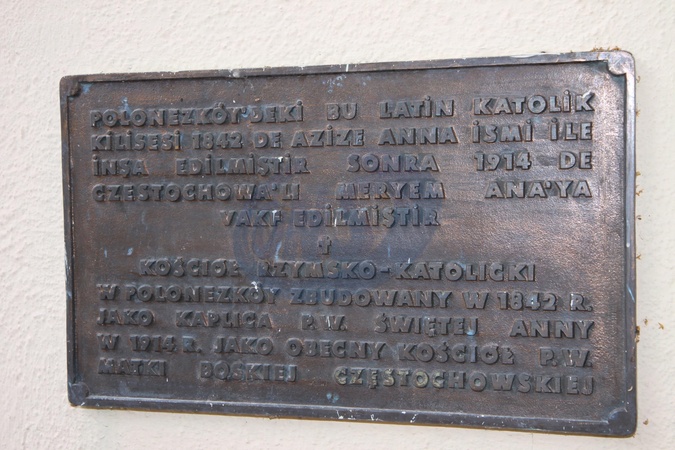 POLONEZKÖY'DEKİ BU LATİN KATOLİK
KİLİSESİ 1842 DE AZİZE ANNA İSMİ İLE
İNŞA EDİLMİŞTİR SONRA 1914 DE
CZESTOCHOWA'LI MERYEM ANA'YA
VAKF EDİLMİŞTİR
✝
KOŚCIÓŁ RZYMSKO-KATOLICKI
W POLONEZKÖY ZBUDOWANY W 1842 R.
JAKO KAPLICA P.W. ŚWIĘTEJ ANNY
W 1914 R. JAKO OBECNY KOŚCIÓŁ P.W.
MATKI BOSKIEJ CZĘSTOCHOWSKIEJ